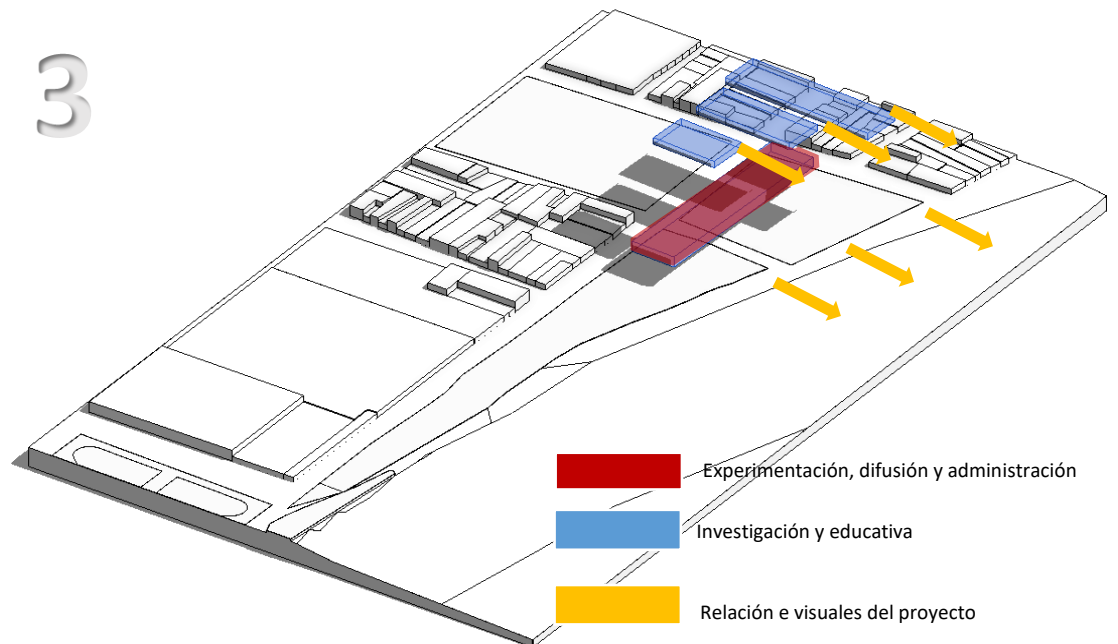 3
Experimentación, difusión y administración
Investigación y educativa
Relación e visuales del proyecto